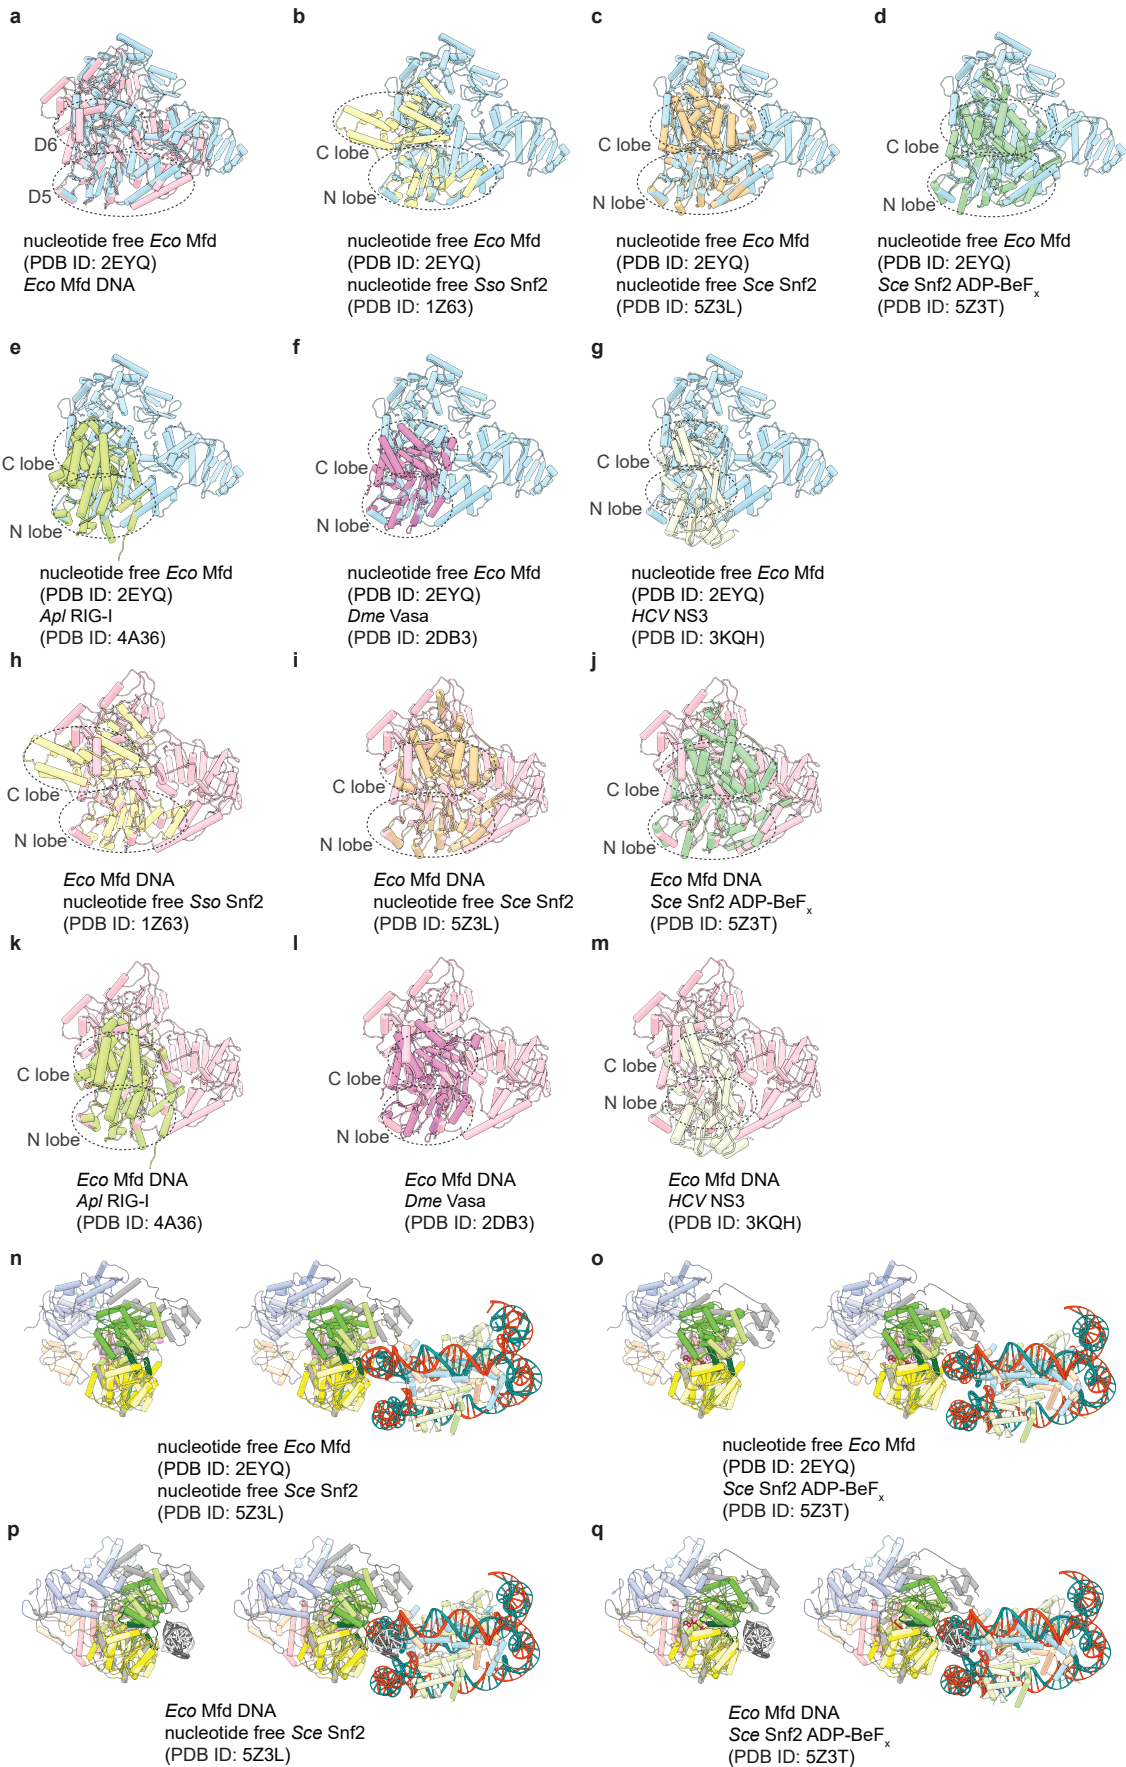 a
b
c
d
D6
D5
C lobe
N lobe
C lobe
N lobe
C lobe
N lobe
nucleotide free Eco Mfd
(PDB ID: 2EYQ)
Eco Mfd DNA
nucleotide free Eco Mfd
(PDB ID: 2EYQ)
nucleotide free Sso Snf2
(PDB ID: 1Z63)
nucleotide free Eco Mfd
(PDB ID: 2EYQ)
nucleotide free Sce Snf2
(PDB ID: 5Z3L)
nucleotide free Eco Mfd
(PDB ID: 2EYQ)
Sce Snf2 ADP-BeFx
(PDB ID: 5Z3T)
e
f
g
C lobe
N lobe
C lobe
N lobe
C lobe
N lobe
nucleotide free Eco Mfd
(PDB ID: 2EYQ)
Apl RIG-I
(PDB ID: 4A36)
nucleotide free Eco Mfd
(PDB ID: 2EYQ)
Dme Vasa
(PDB ID: 2DB3)
nucleotide free Eco Mfd
(PDB ID: 2EYQ)
HCV NS3
(PDB ID: 3KQH)
h
i
j
C lobe
N lobe
C lobe
N lobe
C lobe
N lobe
Eco Mfd DNA
nucleotide free Sso Snf2
(PDB ID: 1Z63)
Eco Mfd DNA
nucleotide free Sce Snf2
(PDB ID: 5Z3L)
Eco Mfd DNA
Sce Snf2 ADP-BeFx
(PDB ID: 5Z3T)
k
l
m
C lobe
N lobe
C lobe
N lobe
C lobe
N lobe
Eco Mfd DNA
Apl RIG-I
(PDB ID: 4A36)
Eco Mfd DNA
Dme Vasa
(PDB ID: 2DB3)
Eco Mfd DNA
HCV NS3
(PDB ID: 3KQH)
n
o
nucleotide free Eco Mfd
(PDB ID: 2EYQ)
nucleotide free Sce Snf2
(PDB ID: 5Z3L)
nucleotide free Eco Mfd
(PDB ID: 2EYQ)
Sce Snf2 ADP-BeFx
(PDB ID: 5Z3T)
p
q
Eco Mfd DNA
nucleotide free Sce Snf2
(PDB ID: 5Z3L)
Eco Mfd DNA
Sce Snf2 ADP-BeFx
(PDB ID: 5Z3T)